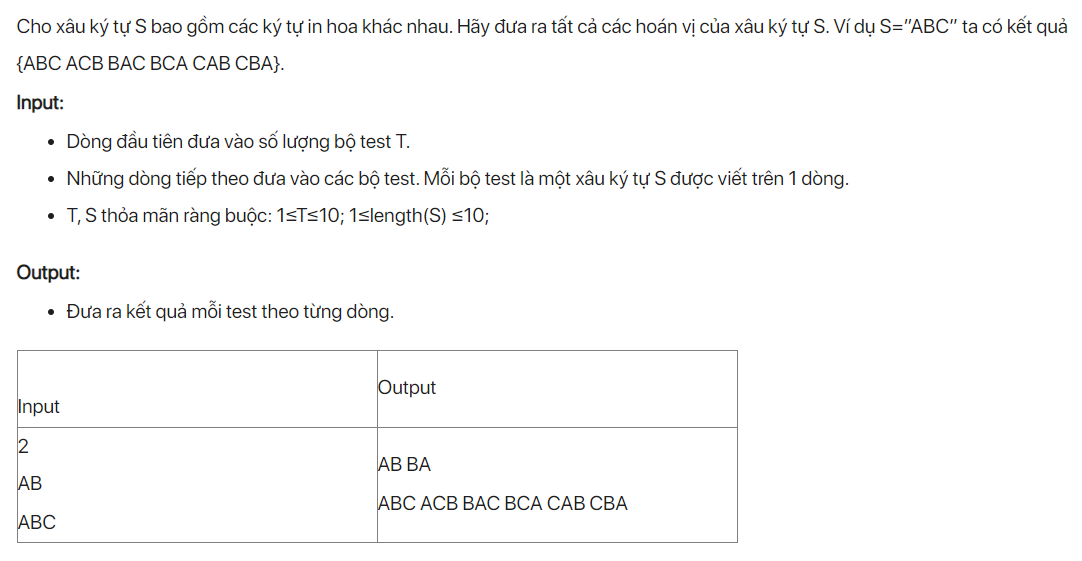 Cho xâu ký tự S bao gồm các ký tự in hoa khác nhau. Hãy đưa ra tất cả các hoán vị của xâu ký tự S. Ví dụ S="ABC" ta có kết quả
{ABC ACB BAC BCA CAB CBA}.
Input:
• Dòng đầu tiên đưa vào số lượng bộ test T.
• Những dòng tiếp theo đưa vào các bộ test. Mỗi bộ test là một xâu ký tự S được viết trên 1 dòng.
• T, S thỏa mãn ràng buộc: 1≤T≤10; 1≤length(S) ≤10;
Output:
• Đưa ra kết quả mỗi test theo từng dòng.
Input
Output
2
AB
ABC
AB BA
ABC ACB BAC BCA CAB CBA